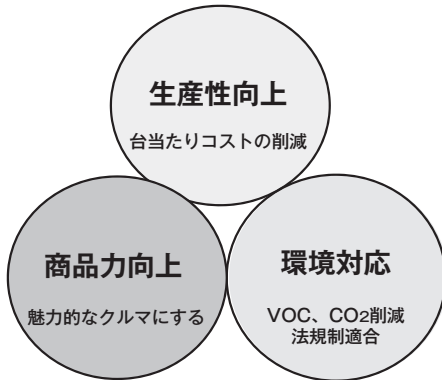 生産性向上
台当たりコストの削減
商品力向上
魅力的なクルマにする
環境対応
VOC、CO2削減
法規制適合